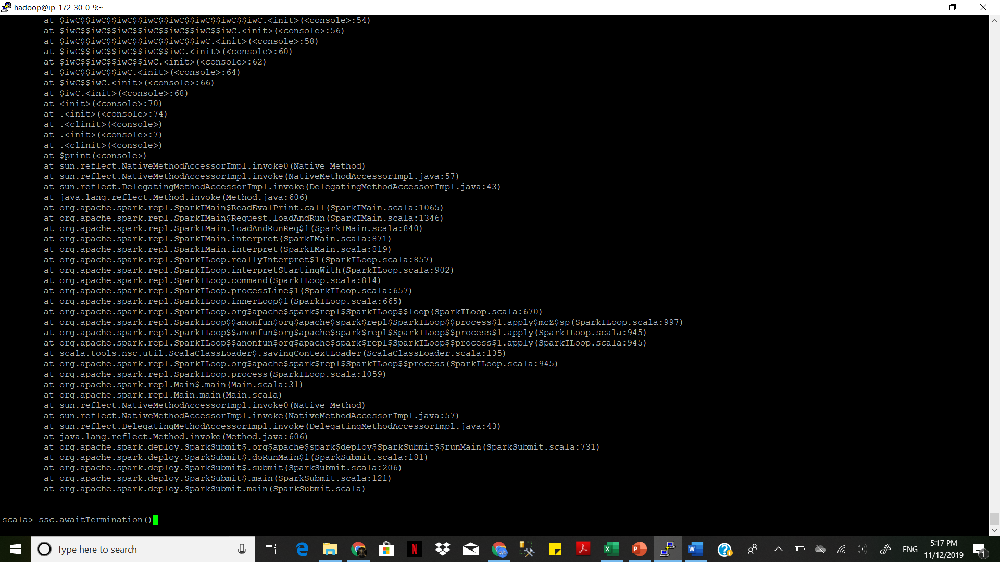 hadoop@ip-172-30-0-9:~
at $iwC$$iwC$$iwC$$iwC$$iwC$$iwC$$iwC$$iwC.<init>(<console>:54)
at $iwC$$iwC$$iwC$$iwC$$iwC$$iwC$$iwC.<init>(<console>:56)
at $iwC$$iwC$$iwC$$iwC$$iwC$$iwC.<init>(<console>:58)
at $iwC$$iwC$$iwC$$iwC$$iwC.<init>(<console>:60)
at $iwC$$iwC$$iwC$$iwC.<init>(<console>:62)
at $iwC$$iwC$$iwC.<init>(<console>:64)
at $iwC$$iwC.<init>(<console>:66)
at $iwC.<init>(<console>:68)
at <init>(<console>:70)
at .<init>(<console>:74)
at .<clinit>(<console>)
at .<init>(<console>:7)
at .<clinit>(<console>)
at $print(<console>)
at sun.reflect.NativeMethodAccessorImpl.invoke0(Native Method)
at sun.reflect.NativeMethodAccessorImpl.invoke(NativeMethodAccessorImpl.java:57)
at sun.reflect.DelegatingMethodAccessorImpl.invoke(DelegatingMethodAccessorImpl.java:43)
at java.lang.reflect.Method.invoke(Method.java:606)
at org.apache.spark.repl.SparkIMain$ReadEvalPrint.call(SparkIMain.scala:1065)
at org.apache.spark.repl.SparkIMain$Request.loadAndRun(SparkIMain.scala:1346)
at org.apache.spark.repl.SparkIMain.loadAndRunReq$1(SparkIMain.scala:840)
at org.apache.spark.repl.SparkIMain.interpret(SparkIMain.scala:871)
at org.apache.spark.repl.SparkIMain.interpret(SparkIMain.scala:819)
at org.apache.spark.repl.SparkILoop.reallyInterpret$1(SparkILoop.scala:857)
at org.apache.spark.repl.SparkILoop.interpretStartingWith(SparkILoop.scala:902)
at org.apache.spark.repl.SparkILoop.command(SparkILoop.scala:814)
at org.apache.spark.repl.SparkILoop.processLine$1(SparkILoop.scala:657)
at org.apache.spark.repl.SparkILoop.innerLoop$1(SparkILoop.scala:665)
at org.apache.spark.repl.SparkILoop.org$apache$spark$repl$SparkILoop$$loop(SparkILoop.scala:670)
at org.apache.spark.repl.SparkILoop$$anonfun$org$apache$spark$repl$SparkILoop$$process$1.apply$mcZ$sp(SparkILoop.scala:997)
at org.apache.spark.repl.SparkILoop$$anonfun$org$apache$spark$repl$SparkILoop$$process$1.apply(SparkILoop.scala:945)
at org.apache.spark.repl.SparkILoop$$anonfun$org$apache$spark$repl$SparkILoop$$process$1.apply(SparkILoop.scala:945)
at scala.tools.nsc.util.ScalaClassLoader$.savingContextLoader(ScalaClassLoader.scala:135)
at org.apache.spark.repl.SparkILoop.org$apache$spark$repl$SparkILoop$$process(SparkILoop.scala:945)
at org.apache.spark.repl.SparkILoop.process(SparkILoop.scala:1059)
at org.apache.spark.repl.Main$.main(Main.scala:31)
at org.apache.spark.repl.Main.main(Main.scala)
at sun.reflect.NativeMethodAccessorImpl.invoke0(Native Method)
at sun.reflect.NativeMethodAccessorImpl.invoke(NativeMethodAccessorImpl.java:57)
at sun.reflect.DelegatingMethodAccessorImpl.invoke(DelegatingMethodAccessorImpl.java:43)
at java.lang.reflect.Method.invoke(Method.java:606)
at org.apache.spark.deploy.SparkSubmit$.org$apache$spark$deploy$SparkSubmit$$runMain(SparkSubmit.scala:731)
at org.apache.spark.deploy.SparkSubmit$.doRunMain$1(SparkSubmit.scala:181)
at org.apache.spark.deploy.SparkSubmit$.submit(SparkSubmit.scala:206)
at org.apache.spark.deploy.SparkSubmit$.main(SparkSubmit.scala:121)
at org.apache.spark.deploy.SparkSubmit.main(SparkSubmit.scala)
scala> ssc.awaitTermination()
Type here to search
ENG
5:17 PM
11/12/2019
1